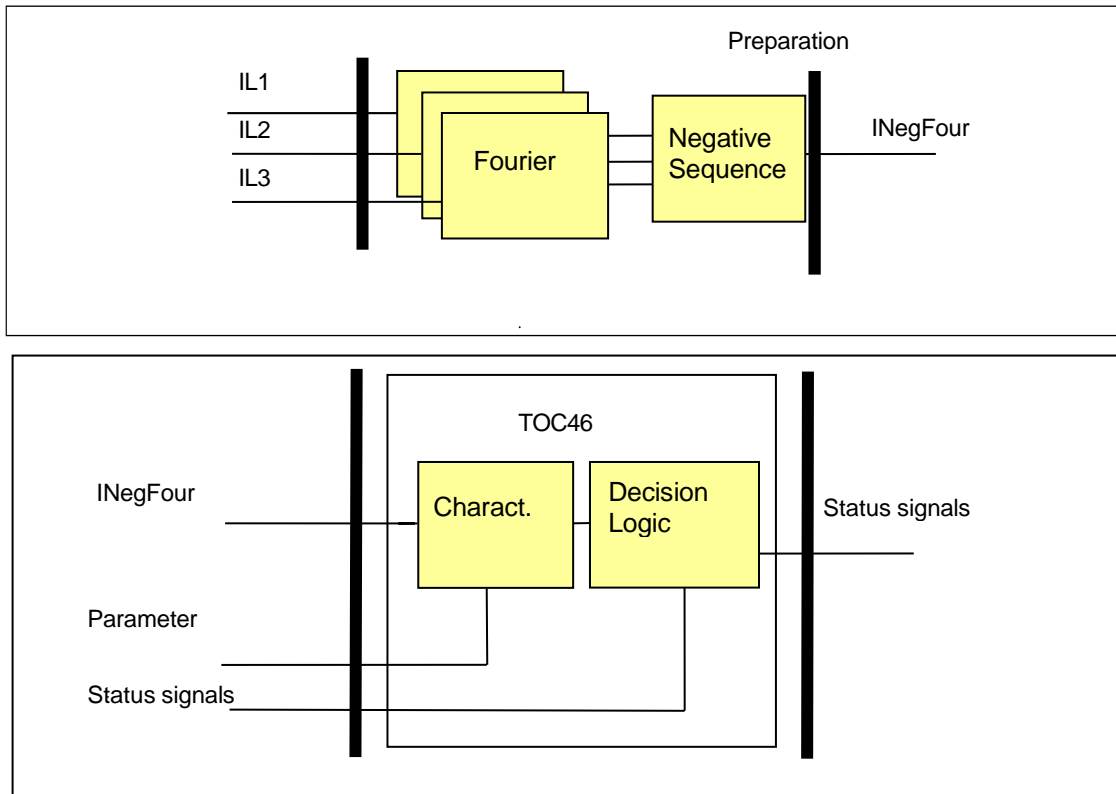 Preparation
IL1
IL2
IL3
Fourier
Negative
Sequence
INegFour
.
TOC46
INegFour
Charact.
Decision
Logic
Status signals
Parameter
Status signals